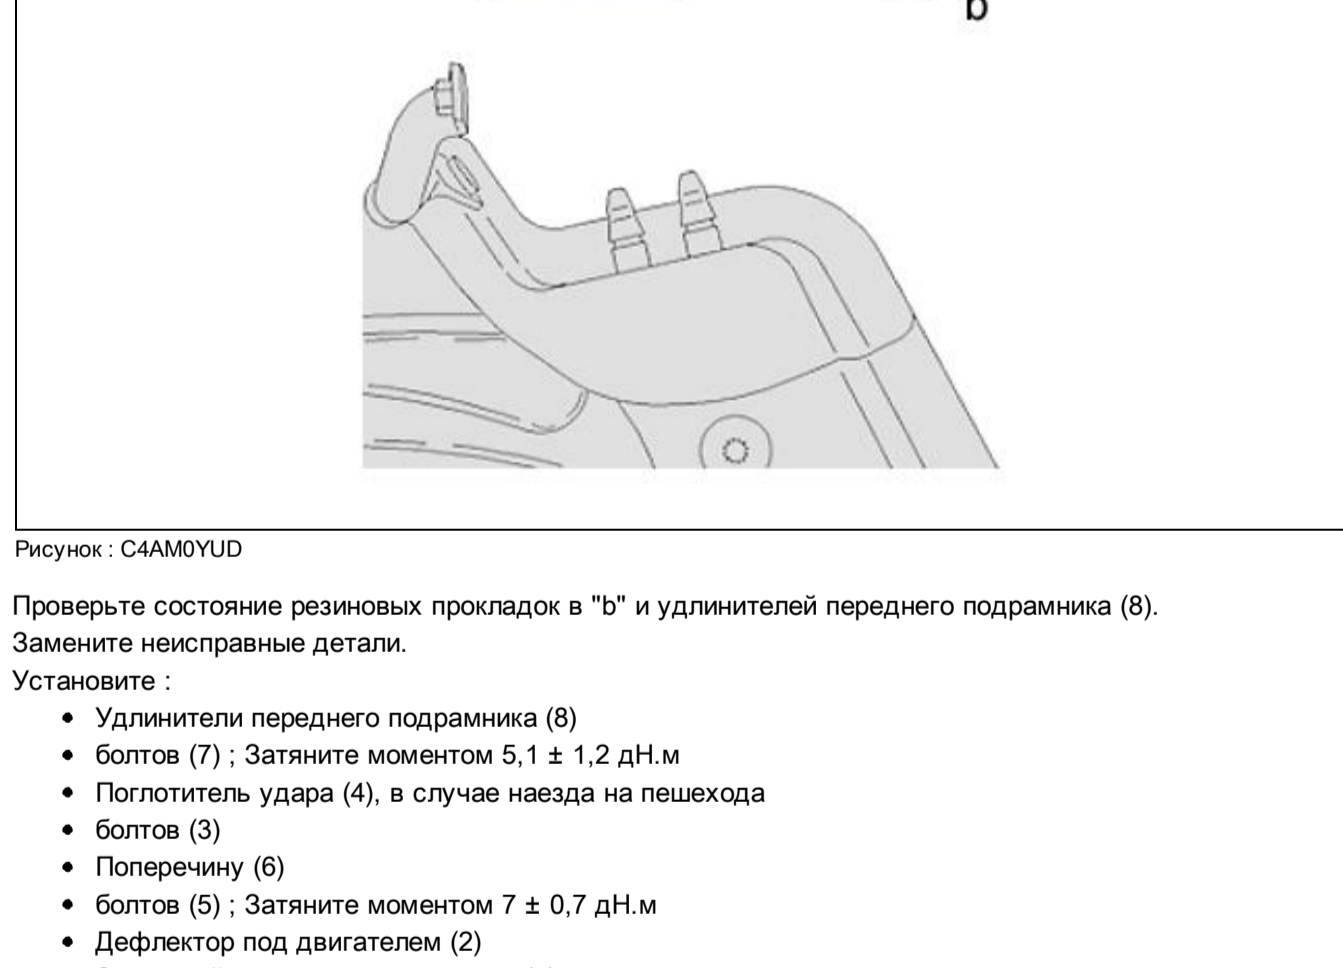 b
Рисунок : C4AM0YUD
Проверьте состояние резиновых прокладок в "b" и удлинителей переднего подрамника (8).
Замените неисправные детали.
Установите :
• Удлинители переднего подрамника (8)
• болтов (7) ; Затяните моментом 5,1 ± 1,2 дН.м
• Поглотитель удара (4), в случае наезда на пешехода
• болтов (3)
• Поперечину (6)
• болтов (5) ; Затяните моментом 7 ± 0,7 дН.м
• Дефлектор под двигателем (2)